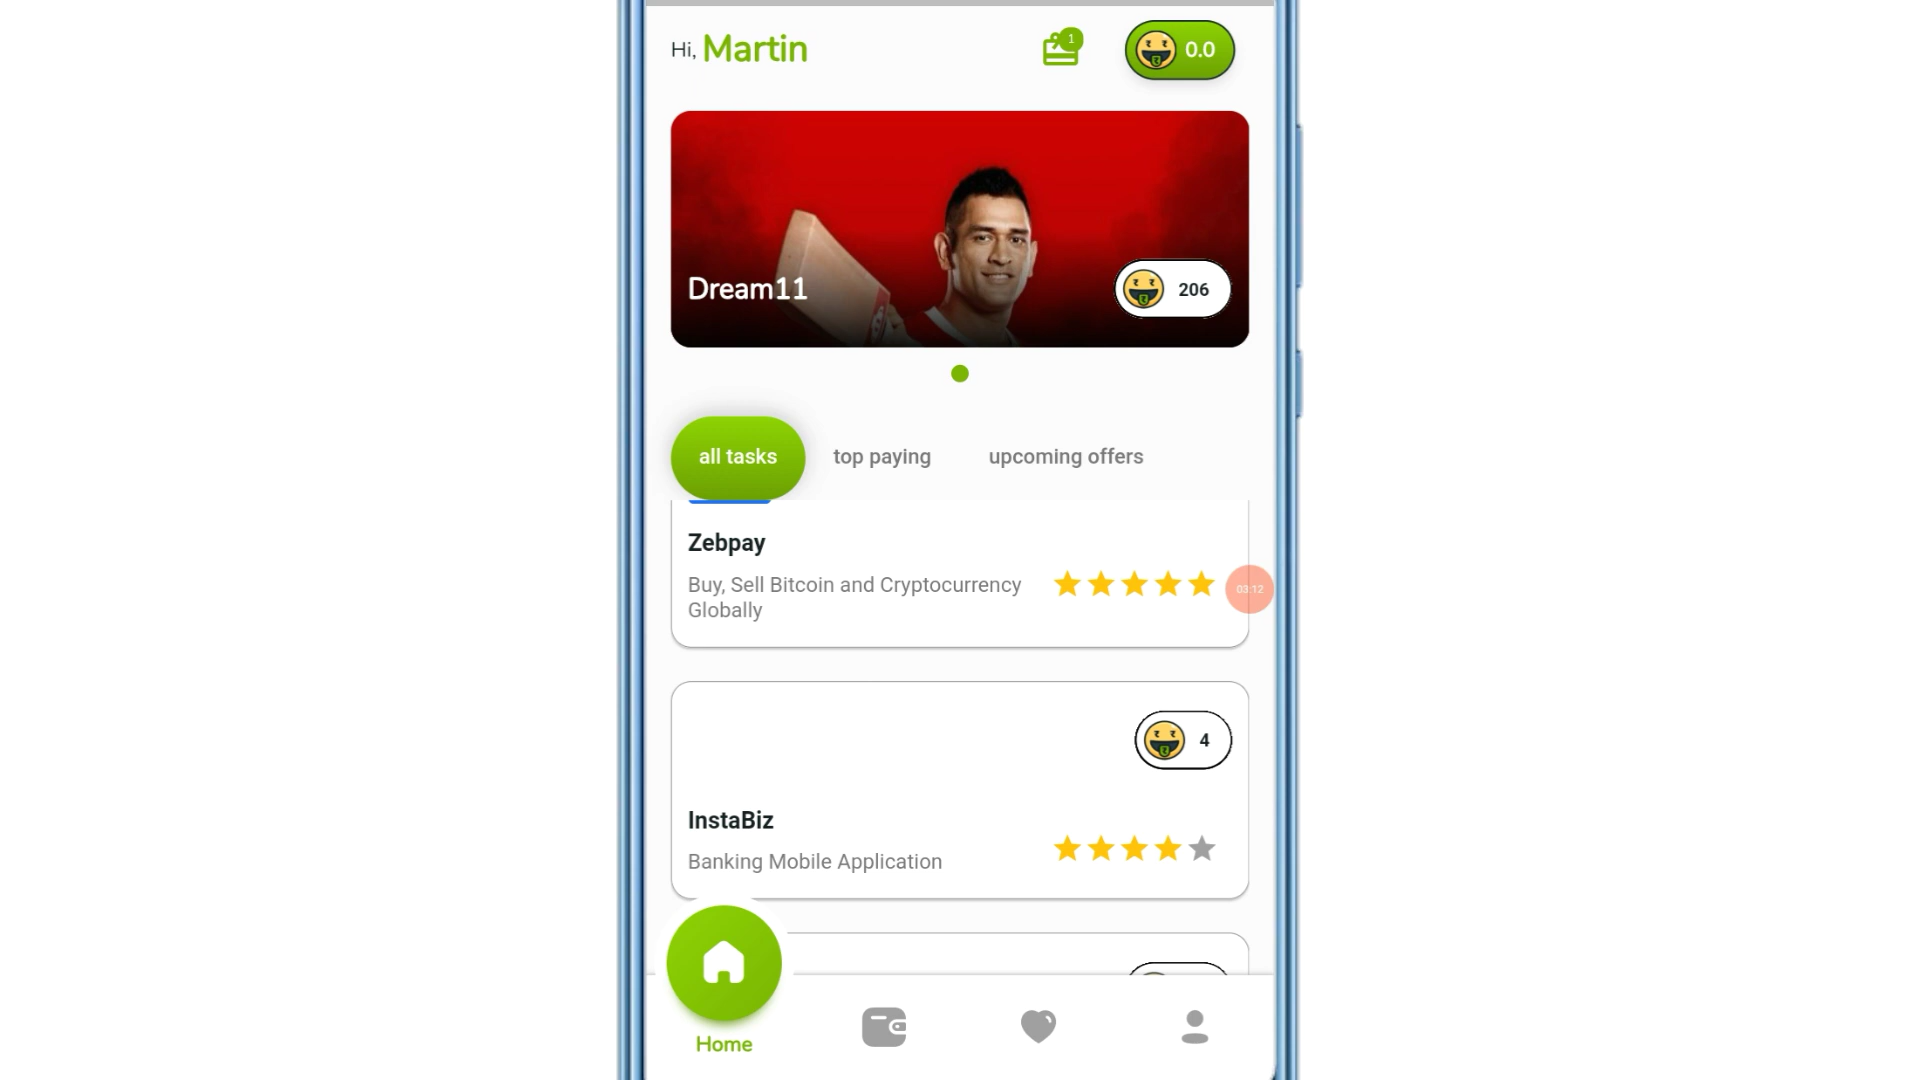 Hi, Martin
1
0.0
Dream11
206
all tasks
top paying
upcoming offers
Zebpay
Buy, Sell Bitcoin and Cryptocurrency
Globally
03:12
4
InstaBiz
Banking Mobile Application
Home